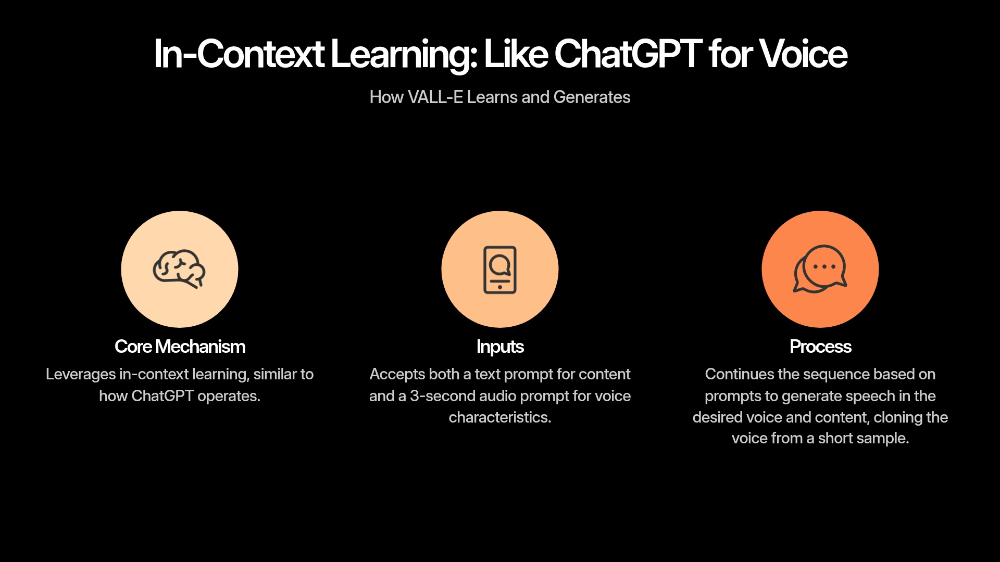 In-Context Learning: Like ChatGPT for Voice
How VALL-E Learns and Generates
Core Mechanism
Leverages in-context learning, similar to
how ChatGPT operates.
Inputs
Accepts both a text prompt for content
and a 3-second audio prompt for voice
characteristics.
Process
Continues the sequence based on
prompts to generate speech in the
desired voice and content, cloning the
voice from a short sample.